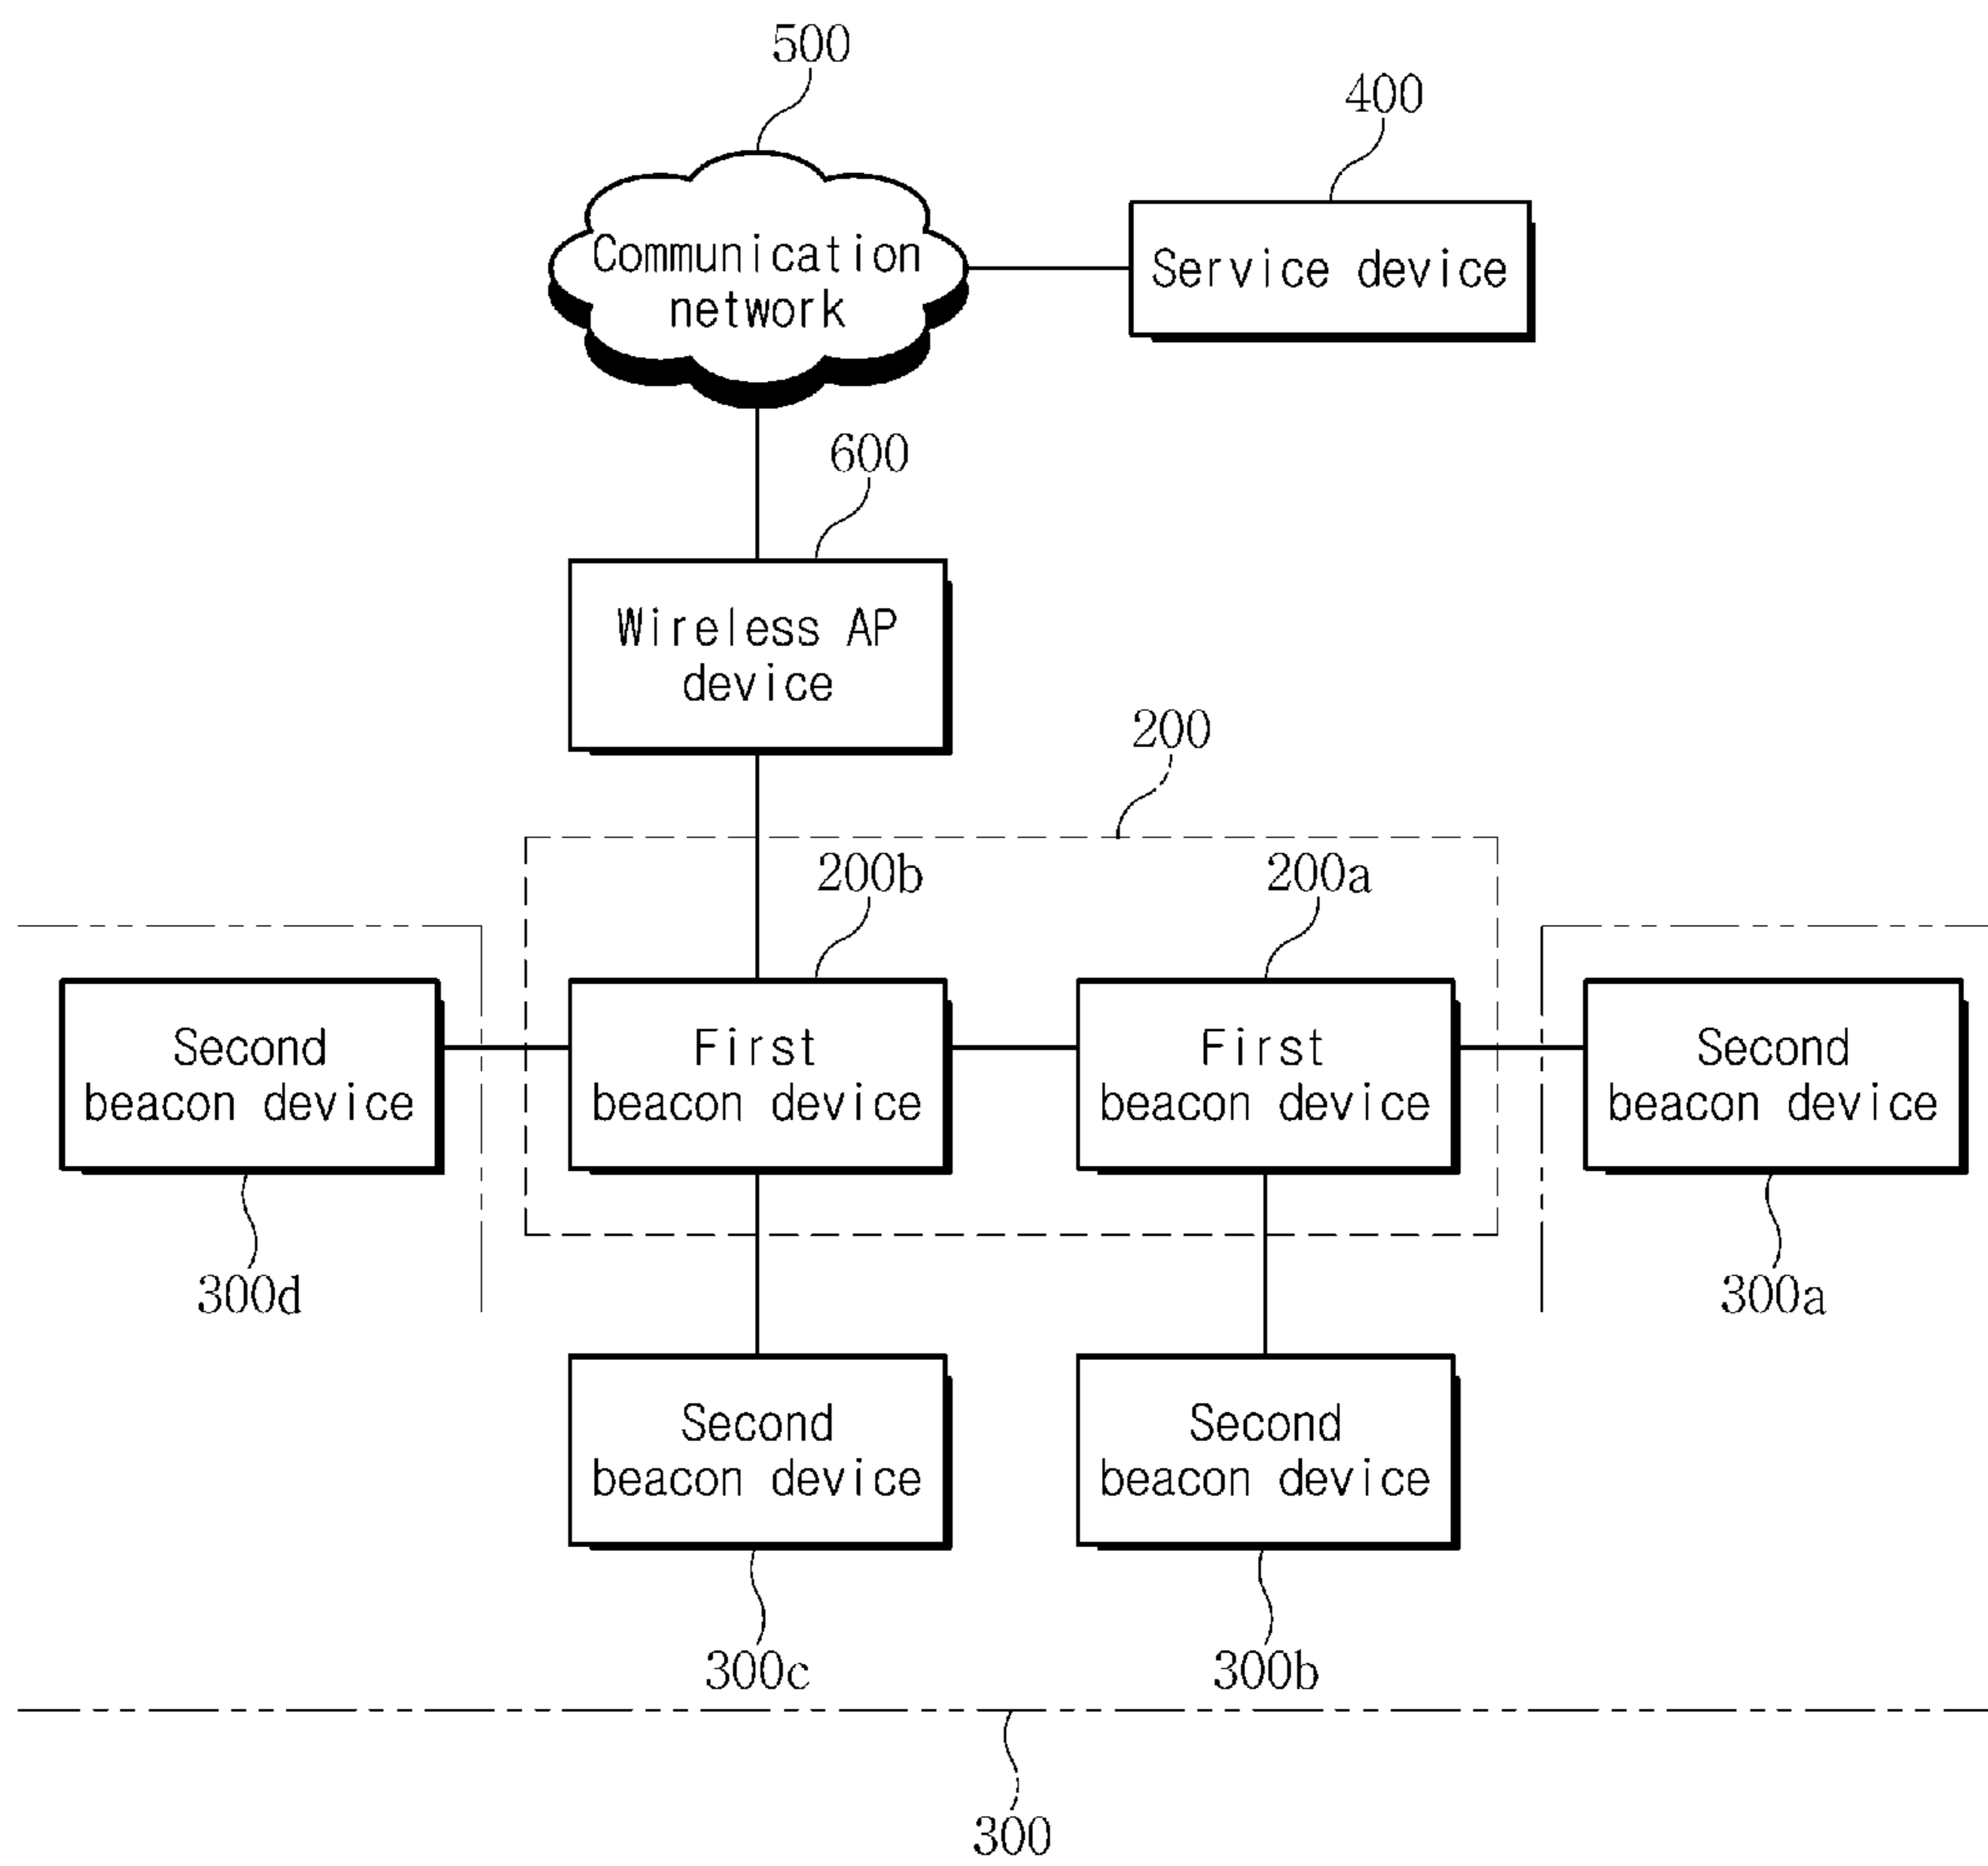 500
400
Communication
network
Service device
600
Wireless AP
device
200
200b
200a
Second
beacon device
First
beacon device
First
beacon device
Second
beacon device
300d
300a
Second
beacon device
Second
beacon device
300c
300b
300